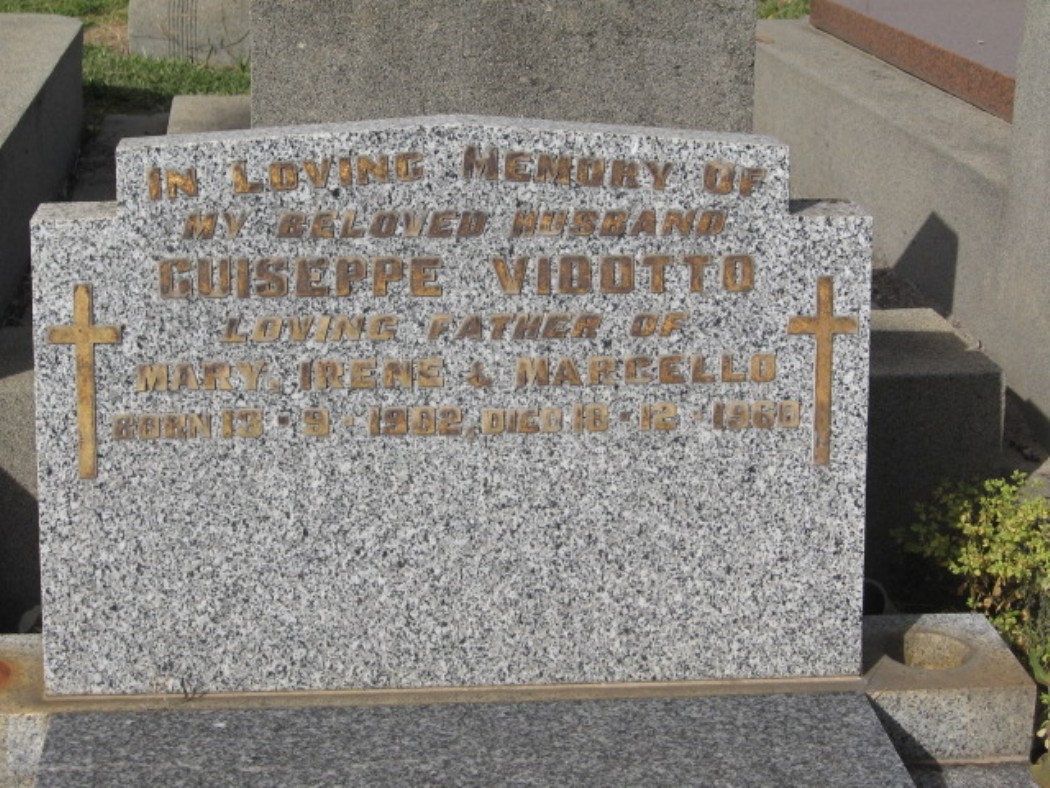 IN LOVING MEMORY OF
MY BELOVED HUSBAND
GUISEPPE VIDOTTO
LOVING FATHER OF
MARY, IRENE & MARCELLO
BORN 13 · 9 · 1902, DIED 18 · 12 · 1960